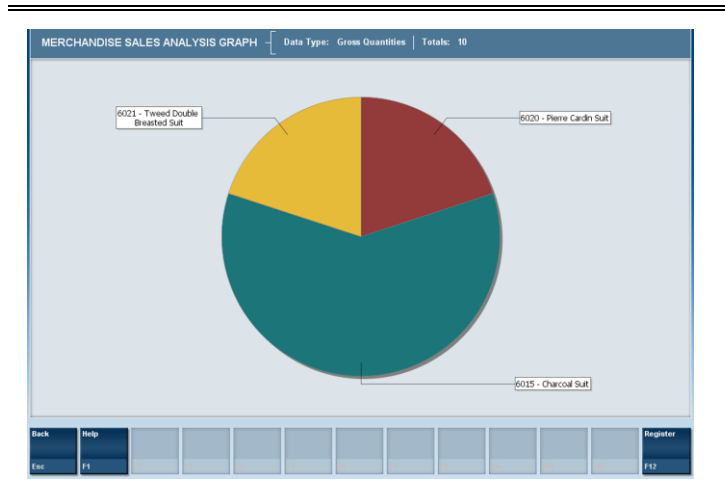 MERCHANDISE SALES ANALYSIS GRAPH Data Type: Gross Quantities | Totals: 10
6021 - Tweed Double
Breasted Suit
6020 - Pierre Cardin Suit
6015 - Charcoal Suit
Back Help Register
Esc F1 F12